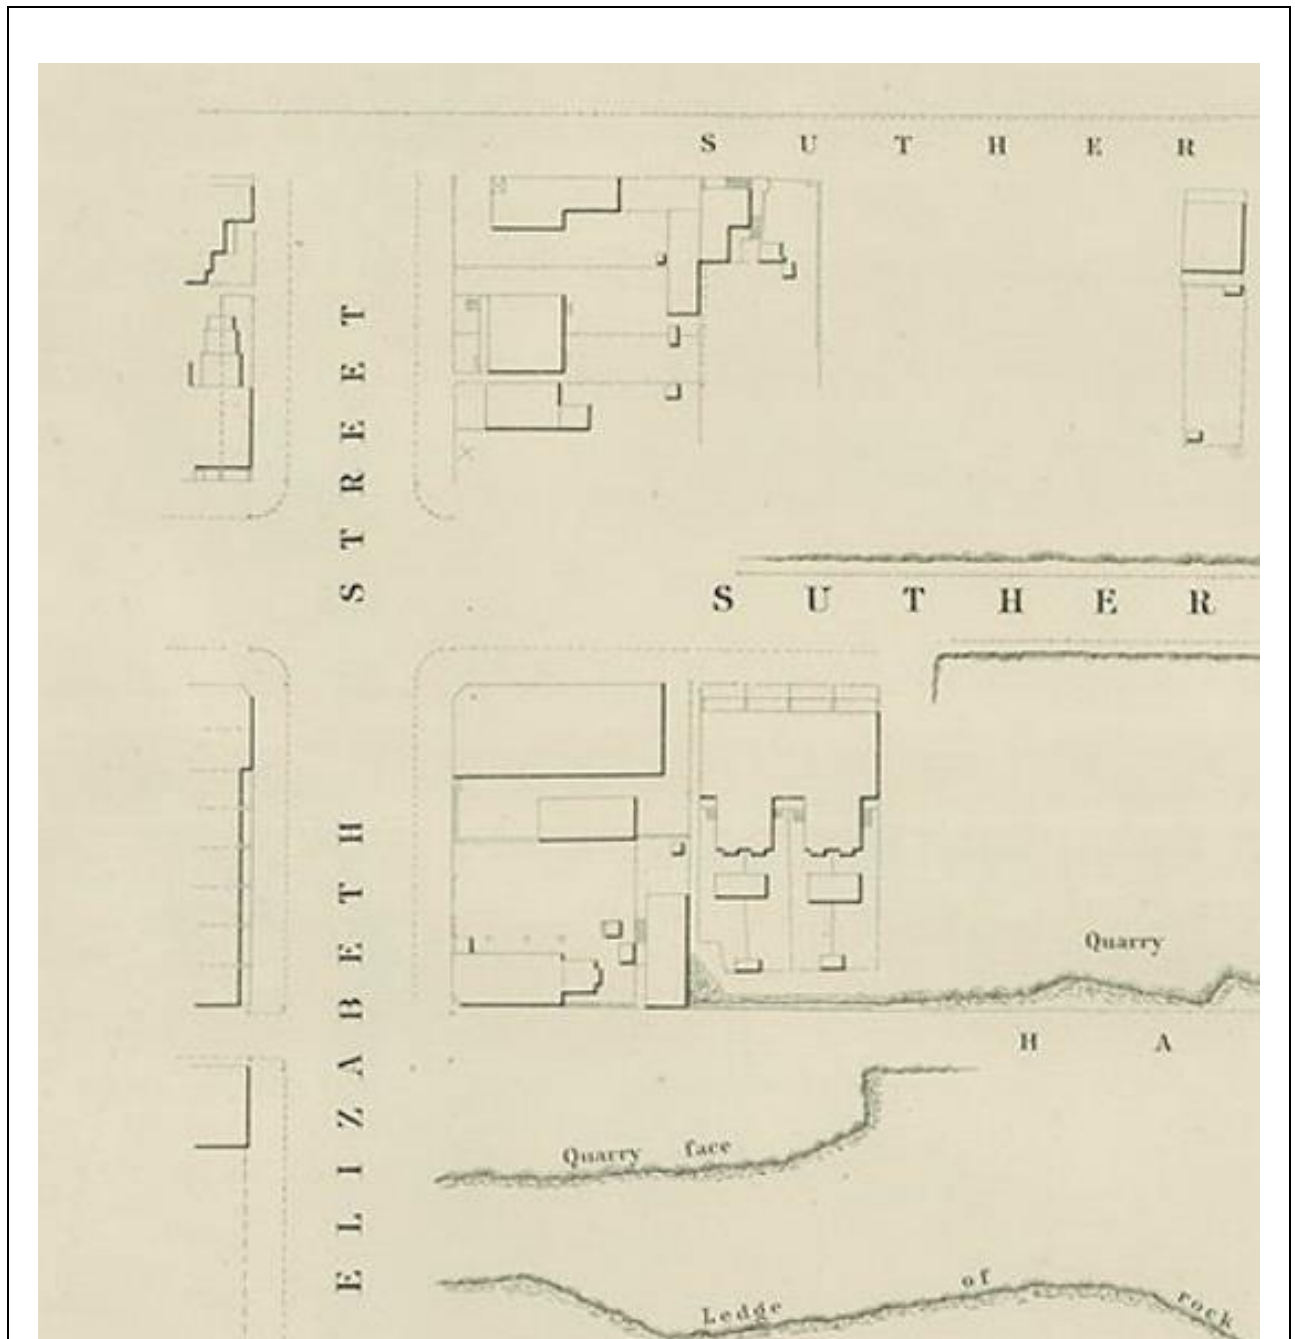 S U T H E R
S U T H E R
ELIZABETH STREET
Quarry
H A
Quarry face
Ledge of rock